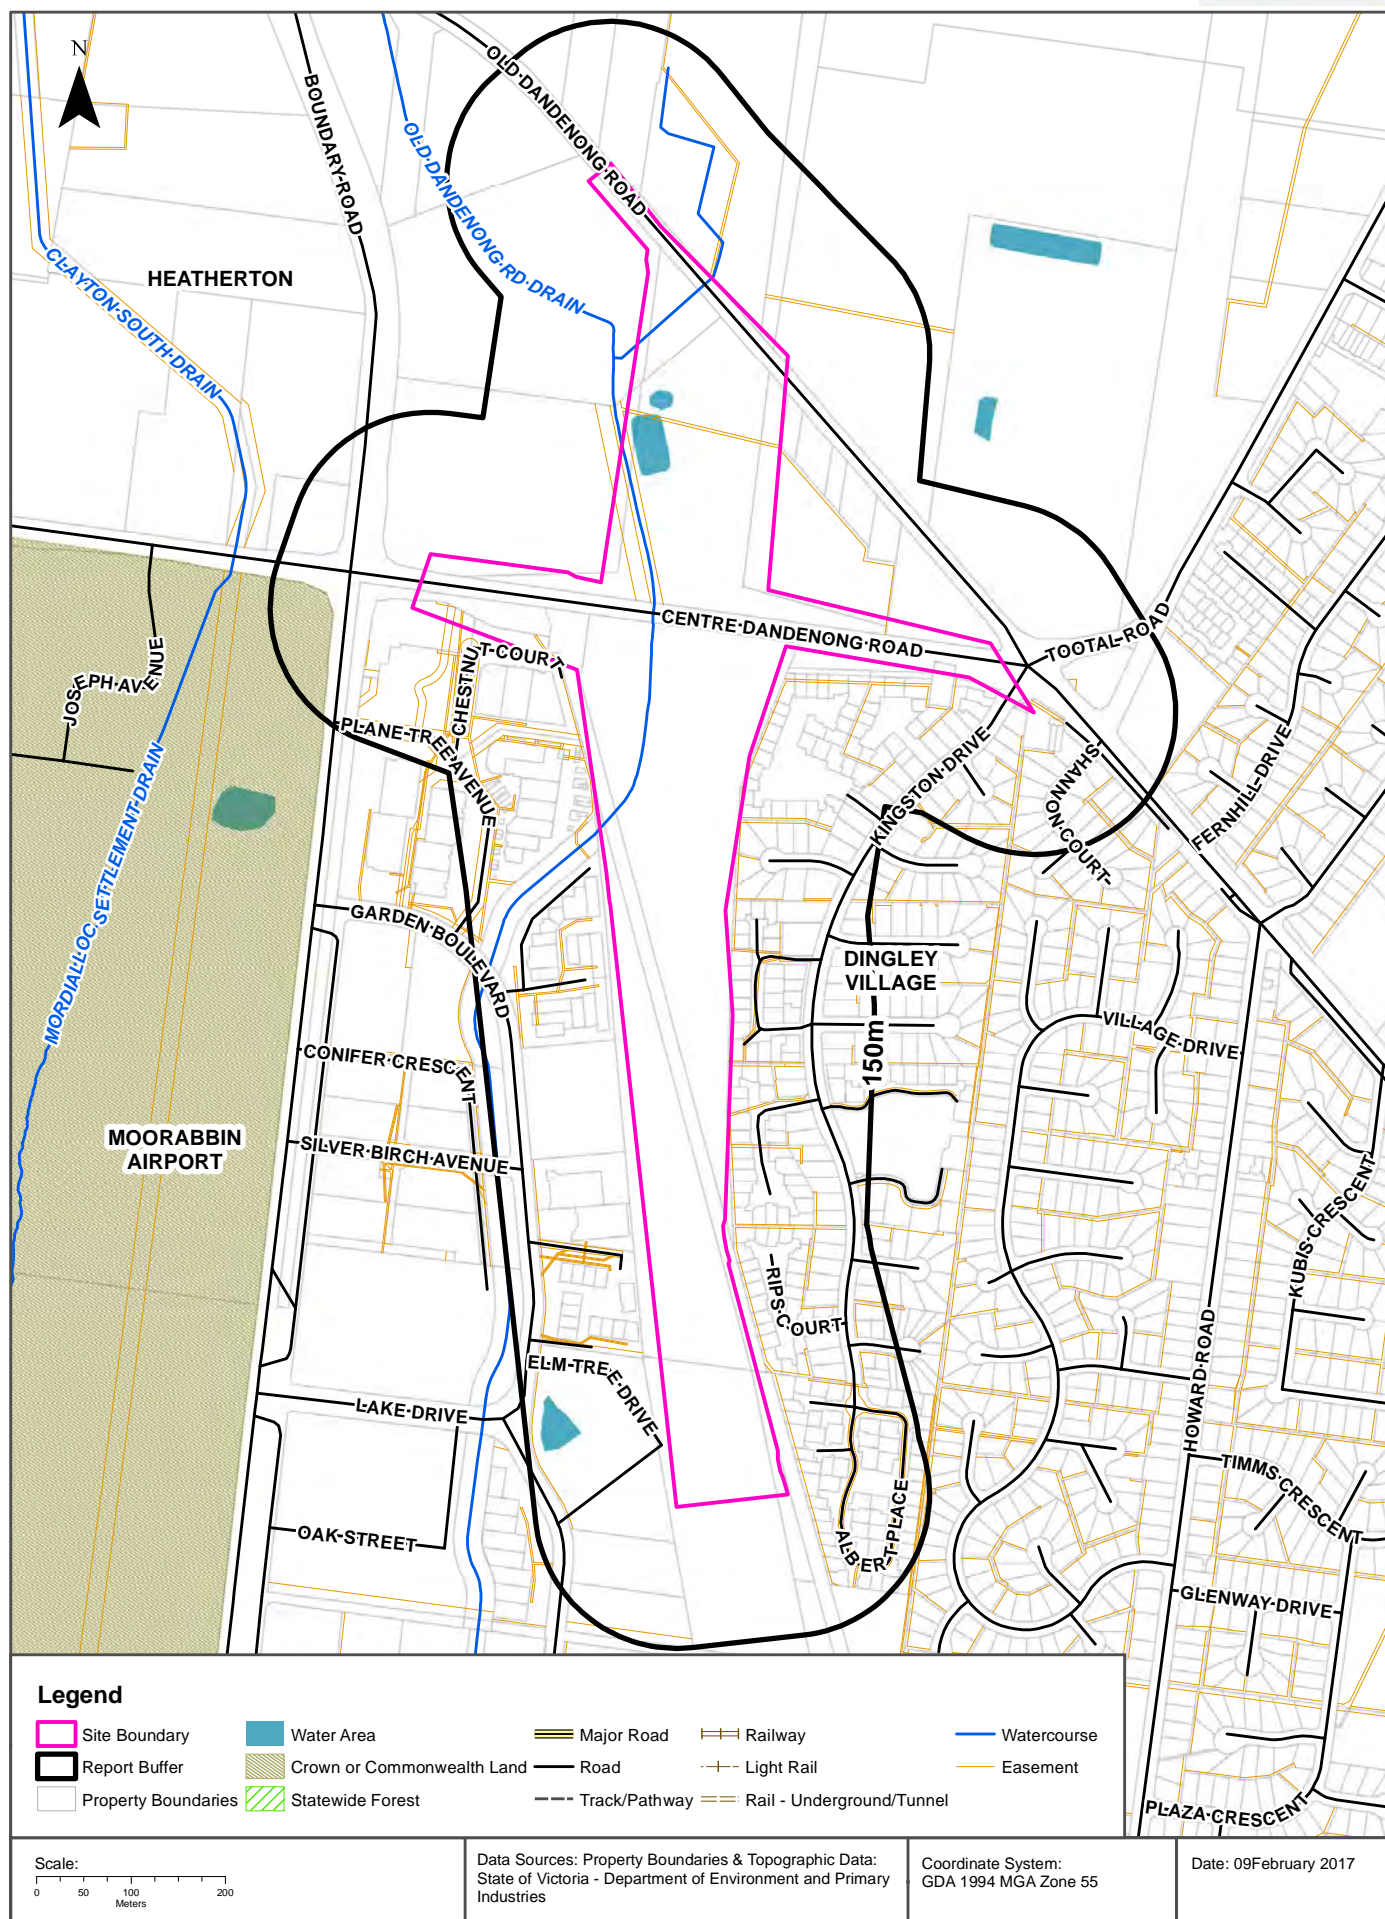 N
OLD DANDENONG ROAD
BOUNDARY ROAD
OLD DANDENONG RD DRAIN
CLAYTON SOUTH DRAIN
HEATHERTON
CENTRE DANDENONG ROAD
TOOTAL ROAD
JOSEPH AVENUE
CHESTNUT COURT
PLANE TREE AVENUE
KINGSTON DRIVE
SHANNON COURT
FERNHILL DRIVE
MORDIALLOC SETTLEMENT DRAIN
GARDEN BOULEVARD
DINGLEY
VILLAGE
150m
VILLAGE DRIVE
CONIFER CRESCENT
MOORABBIN
AIRPORT
SILVER BIRCH AVENUE
KUBIS CRESCENT
RIPS COURT
HOWARD ROAD
ELM TREE DRIVE
LAKE DRIVE
TIMMS CRESCENT
OAK STREET
ALBERT PLACE
GLENWAY DRIVE
PLAZA CRESCENT
Legend
Site Boundary
Report Buffer
Property Boundaries
Water Area
Crown or Commonwealth Land
Statewide Forest
Major Road
Road
Track/Pathway
Railway
Light Rail
Rail - Underground/Tunnel
Watercourse
Easement
Scale:
0 50 100 200
Meters
Data Sources: Property Boundaries & Topographic Data:
State of Victoria - Department of Environment and Primary
Industries
Coordinate System:
GDA 1994 MGA Zone 55
Date: 09February 2017